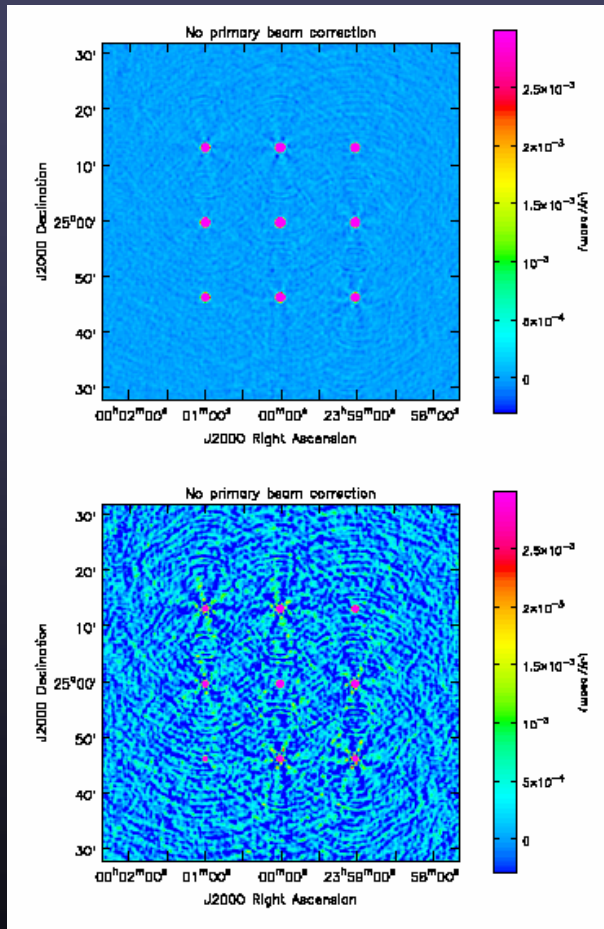 No primary beam correction
30'
20'
10'
25°00'
50'
40'
30'
J2000 Declination
00ʰ02ᵐ00ˢ 01ᵐ00ˢ 00ᵐ00ˢ 23ʰ59ᵐ00ˢ 58ᵐ00ˢ
J2000 Right Ascension
2.5×10⁻³
2×10⁻³
1.5×10⁻³
10⁻³
5×10⁻⁴
0
(Jy/beam)
No primary beam correction
30'
20'
10'
25°00'
50'
40'
30'
J2000 Declination
00ʰ02ᵐ00ˢ 01ᵐ00ˢ 00ᵐ00ˢ 23ʰ59ᵐ00ˢ 58ᵐ00ˢ
J2000 Right Ascension
2.5×10⁻³
2×10⁻³
1.5×10⁻³
10⁻³
5×10⁻⁴
0
(Jy/beam)